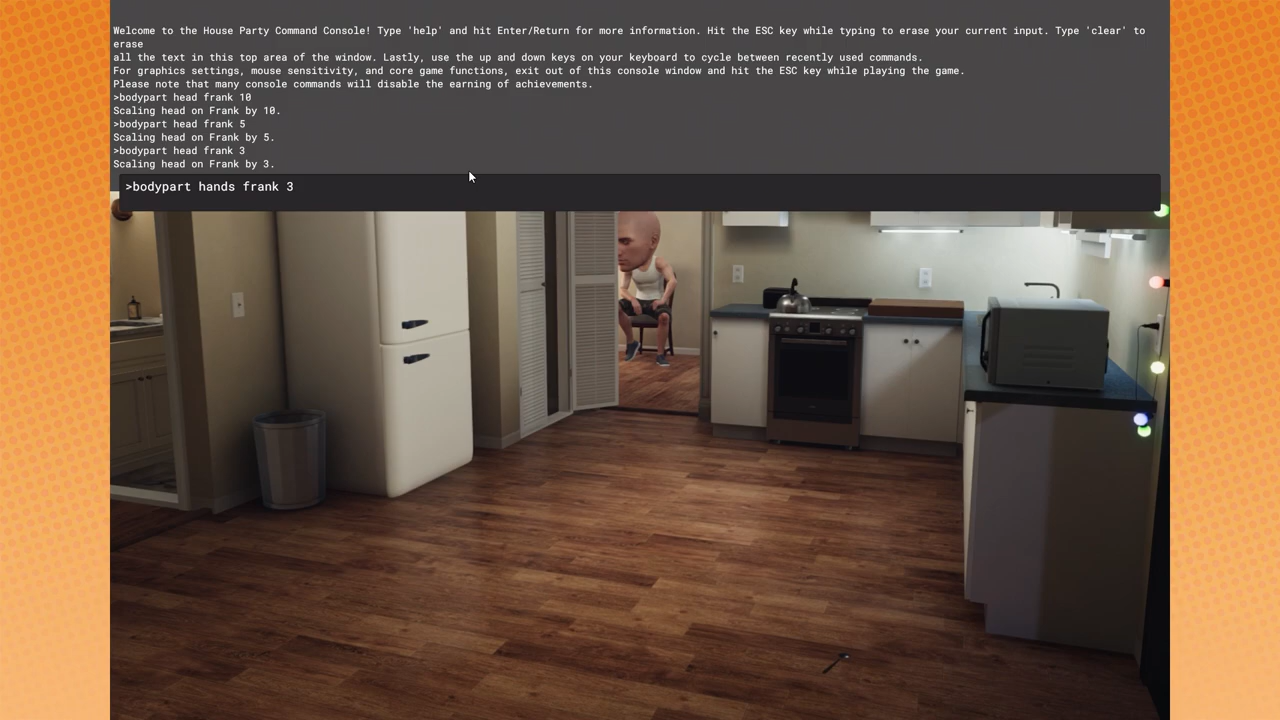 Welcome to the House Party Command Console! Type 'help' and hit Enter/Return for more information. Hit the ESC key while typing to erase your current input. Type 'clear' to
erase
all the text in this top area of the window. Lastly, use the up and down keys on your keyboard to cycle between recently used commands.
For graphics settings, mouse sensitivity, and core game functions, exit out of this console window and hit the ESC key while playing the game.
Please note that many console commands will disable the earning of achievements.
>bodypart head frank 10
Scaling head on Frank by 10.
>bodypart head frank 5
Scaling head on Frank by 5.
>bodypart head frank 3
Scaling head on Frank by 3.
>bodypart hands frank 3